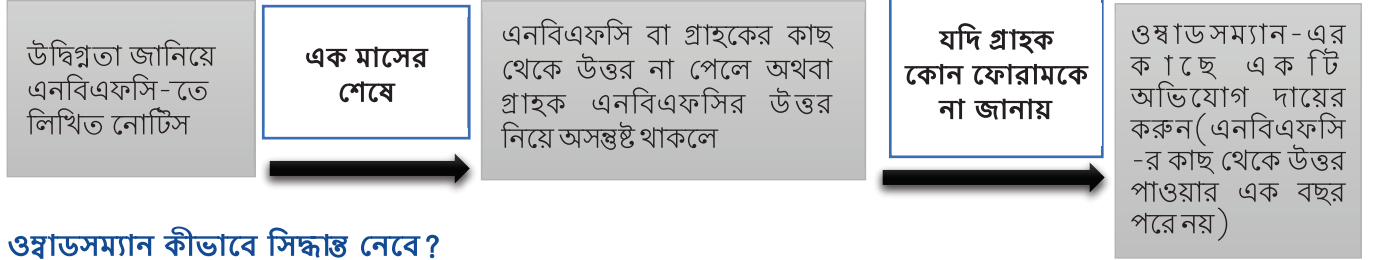 উদ্বিগ্নতা জানিয়ে
এনবিএফসি-তে
লিখিত নোটিস
এক মাসের
শেষে
এনবিএফসি বা গ্রাহকের কাছ
থেকে উত্তর না পেলে অথবা
গ্রাহক এনবিএফসির উত্তর
নিয়ে অসন্তুষ্ট থাকলে
যদি গ্রাহক
কোন ফোরামকে
না জানায়
ওম্বাডসম্যান-এর
কাছে একটি
অভিযোগ দায়ের
করুন(এনবিএফসি
-র কাছ থেকে উত্তর
পাওয়ার এক বছর
পরে নয়)
ওম্বাডসম্যান কীভাবে সিদ্ধান্ত নেবে?